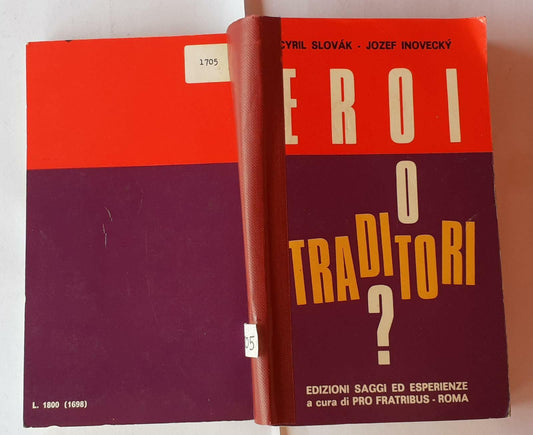 1705
L. 1800 (1698)
CYRIL SLOVÁK - JOZEF INOVECKÝ
EROI
O
TRADITORI
?
EDIZIONI SAGGI ED ESPERIENZE
a cura di PRO FRATRIBUS - ROMA